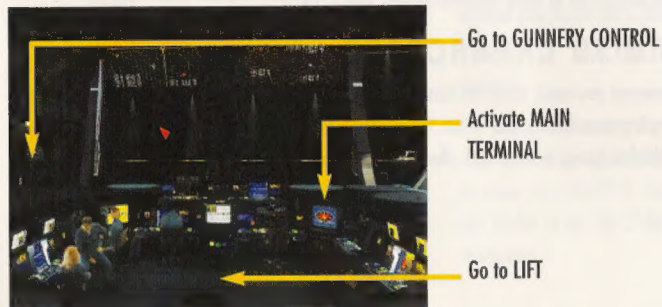 Go to GUNNERY CONTROL
Activate MAIN
TERMINAL
Go to LIFT